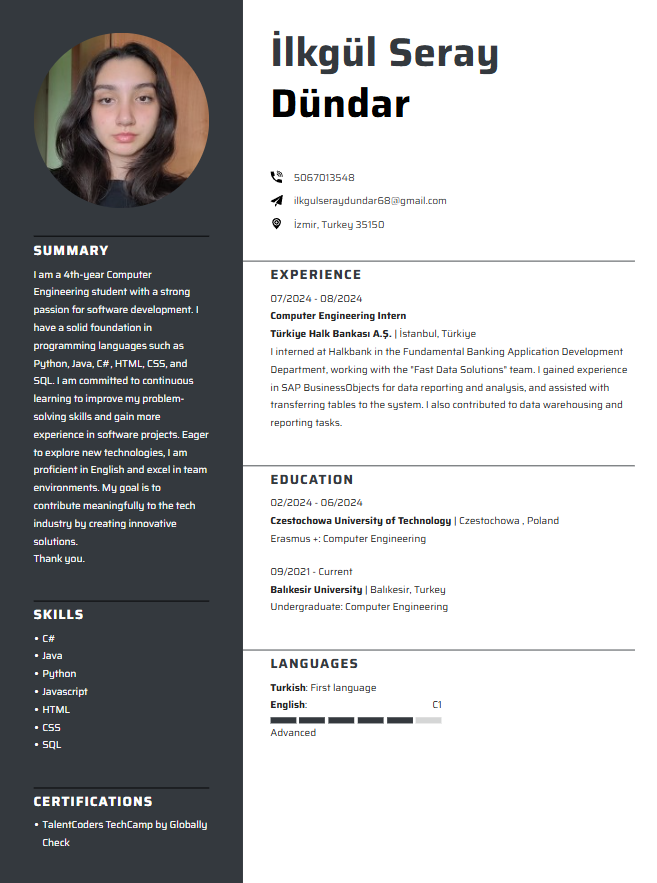 İlkgül Seray
Dündar
5067013548
ilkgulseraydundar68@gmail.com
İzmir, Turkey 35150
SUMMARY
I am a 4th-year Computer
Engineering student with a strong
passion for software development. I
have a solid foundation in
programming languages such as
Python, Java, C#, HTML, CSS, and
SQL. I am committed to continuous
learning to improve my problem-
solving skills and gain more
experience in software projects. Eager
to explore new technologies, I am
proficient in English and excel in team
environments. My goal is to
contribute meaningfully to the tech
industry by creating innovative
solutions.
Thank you.
SKILLS
• C#
• Java
• Python
• Javascript
• HTML
• CSS
• SQL
CERTIFICATIONS
• TalentCoders TechCamp by Globally
Check
EXPERIENCE
07/2024 - 08/2024
Computer Engineering Intern
Türkiye Halk Bankası A.Ş. | İstanbul, Türkiye
I interned at Halkbank in the Fundamental Banking Application Development
Department, working with the "Fast Data Solutions" team. I gained experience
in SAP BusinessObjects for data reporting and analysis, and assisted with
transferring tables to the system. I also contributed to data warehousing and
reporting tasks.
EDUCATION
02/2024 - 06/2024
Czestochowa University of Technology | Czestochowa , Poland
Erasmus +: Computer Engineering
09/2021 - Current
Balıkesir University | Balıkesir, Turkey
Undergraduate: Computer Engineering
LANGUAGES
Turkish: First language
English: C1
Advanced